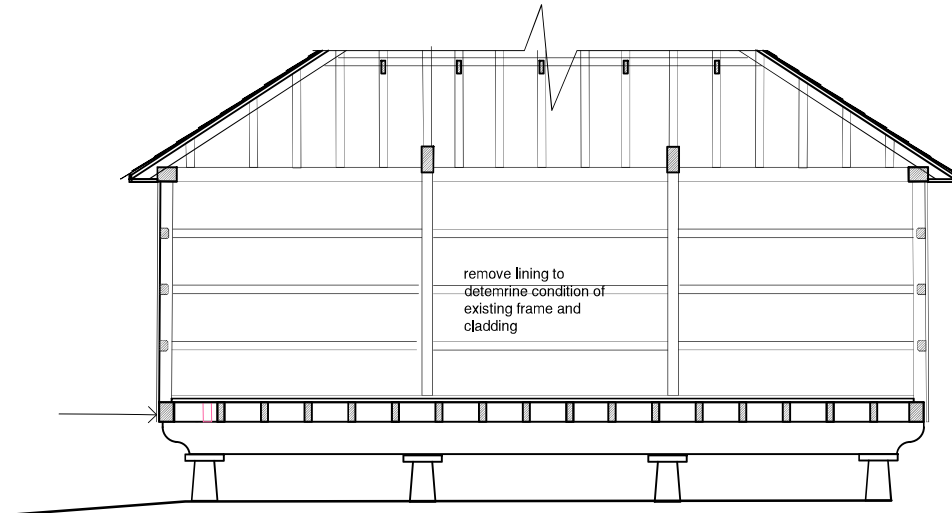 remove lining to
detemrine condition of
existing frame and
cladding